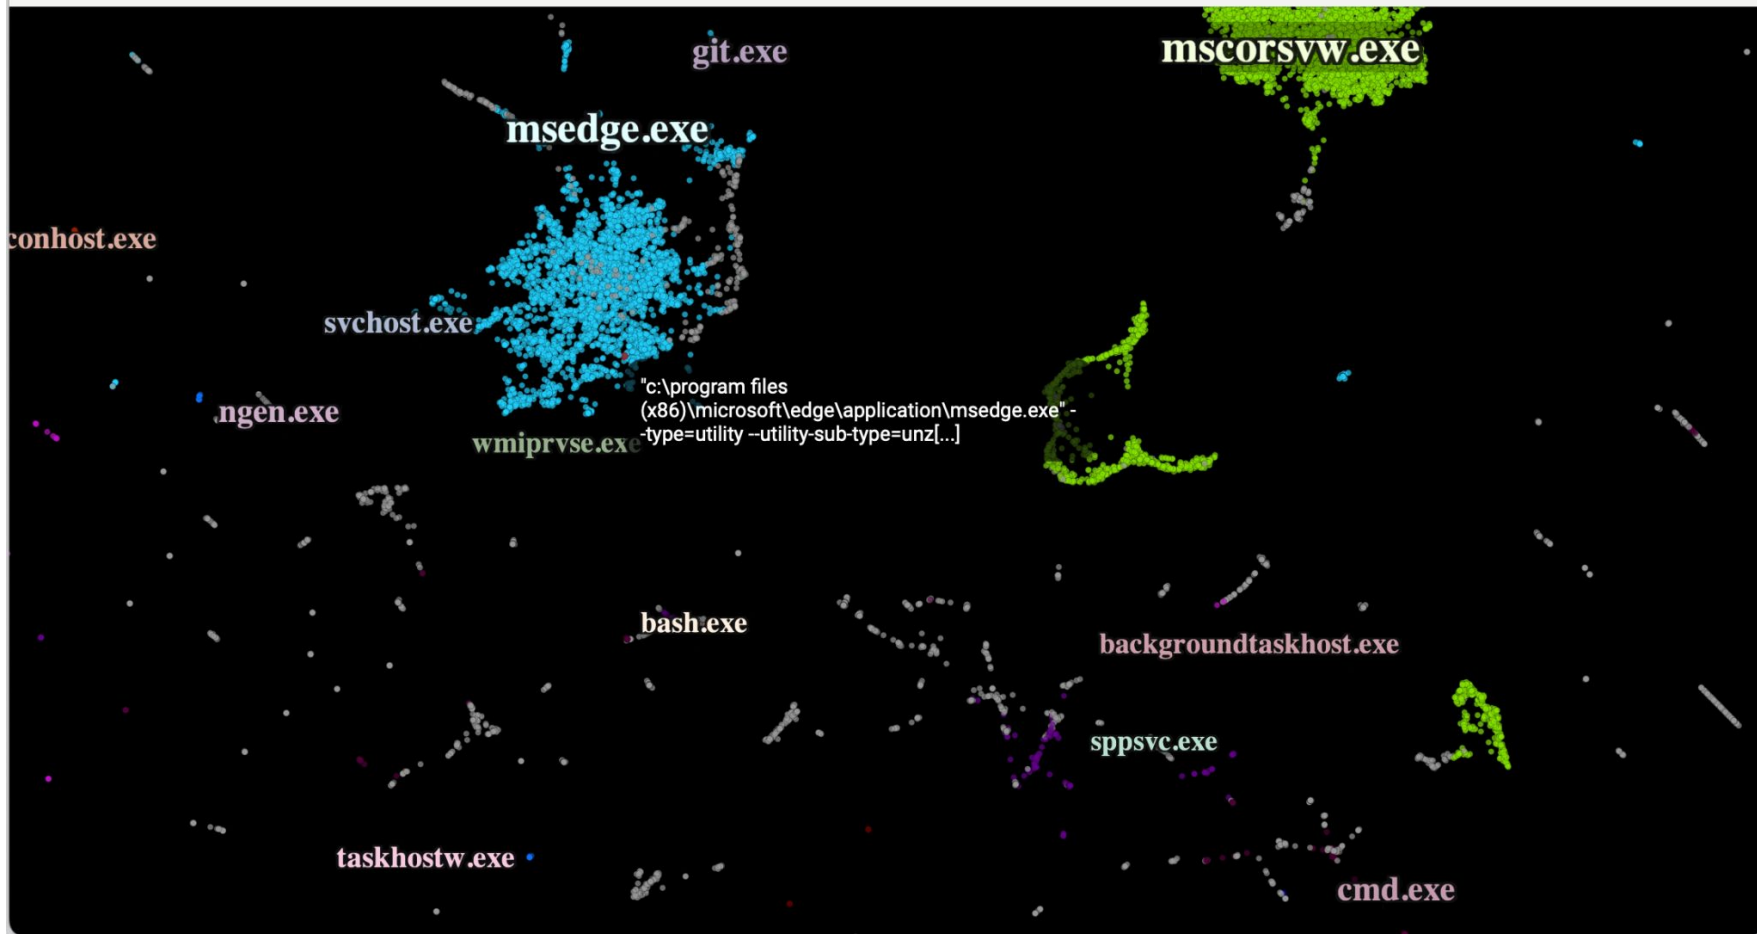 git.exe
mscorsvw.exe
msedge.exe
conhost.exe
svchost.exe
"c:\program files
(x86)\microsoft\edge\application\msedge.exe" -
-type=utility --utility-sub-type=unz[...]
ngen.exe
wmiprvse.exe
bash.exe
backgroundtaskhost.exe
sppsvc.exe
taskhostw.exe
cmd.exe